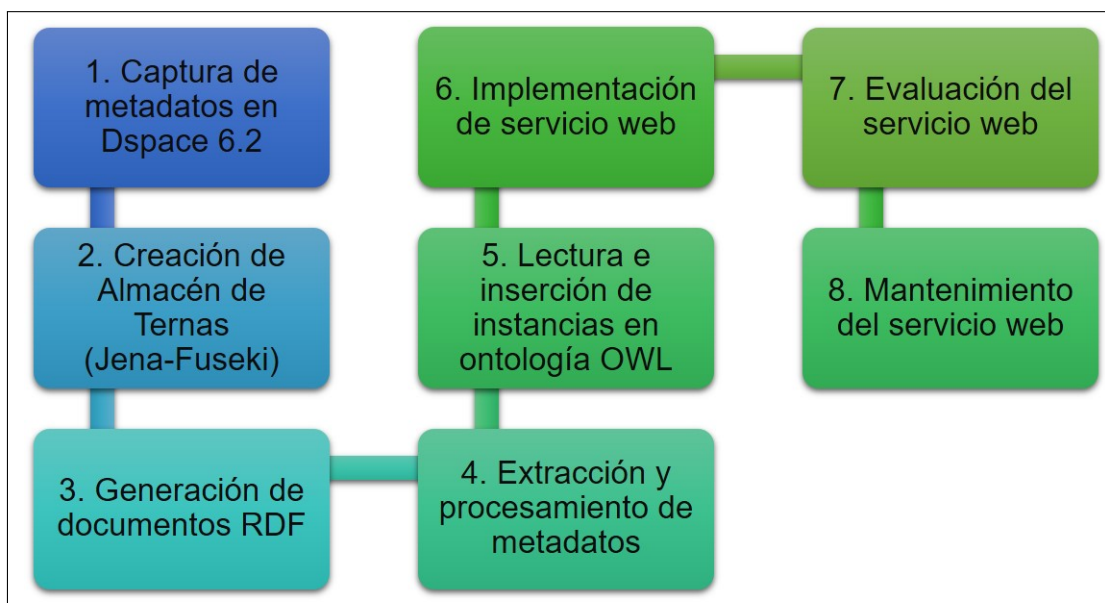 1. Captura de
metadatos en
Dspace 6.2
2. Creación de
Almacén de
Ternas
(Jena-Fuseki)
3. Generación de
documentos RDF
4. Extracción y
procesamiento de
metadatos
5. Lectura e
inserción de
instancias en
ontología OWL
6. Implementación
de servicio web
7. Evaluación del
servicio web
8. Mantenimiento
del servicio web